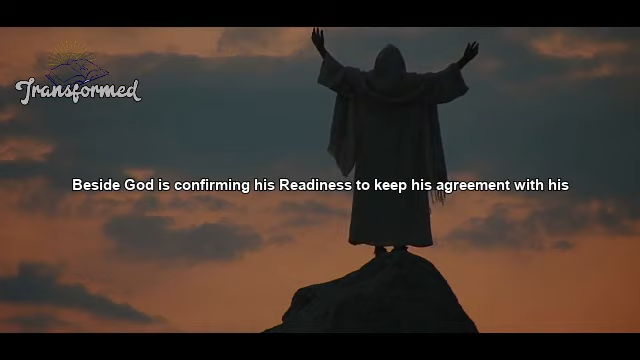 Transformed
Beside God is confirming his Readiness to keep his agreement with his